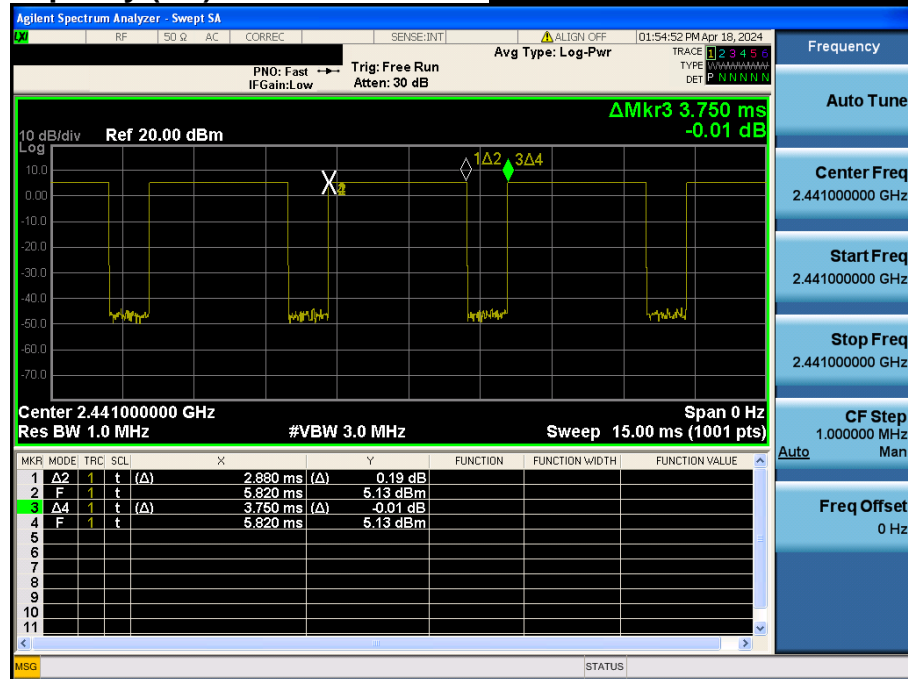 Agilent Spectrum Analyzer - Swept SA
LXI RF 50 Ω AC CORREC SENSE:INT ALIGN OFF 01:54:52 PM Apr 18, 2024
Frequency
Avg Type: Log-Pwr TRACE 1 2 3 4 5 6
PNO: Fast Trig: Free Run TYPE
IFGain:Low Atten: 30 dB DET P N N N N N
Auto Tune
ΔMkr3 3.750 ms
10 dB/div Ref 20.00 dBm -0.01 dB
Log
1Δ2 3Δ4
10.0
0.00
-10.0
-20.0
-30.0
-40.0
-50.0
-60.0
-70.0
Center Freq
2.441000000 GHz
Start Freq
2.441000000 GHz
Stop Freq
2.441000000 GHz
Center 2.441000000 GHz Span 0 Hz
Res BW 1.0 MHz #VBW 3.0 MHz Sweep 15.00 ms (1001 pts)
CF Step
1.000000 MHz
Auto Man
Freq Offset
0 Hz
MKR MODE TRC SCL X Y FUNCTION FUNCTION WIDTH FUNCTION VALUE
1 Δ2 1 t (Δ) 2.880 ms (Δ) 0.19 dB
2 F 1 t 5.820 ms 5.13 dBm
3 Δ4 1 t (Δ) 3.750 ms (Δ) -0.01 dB
4 F 1 t 5.820 ms 5.13 dBm
5
6
7
8
9
10
11
MSG STATUS